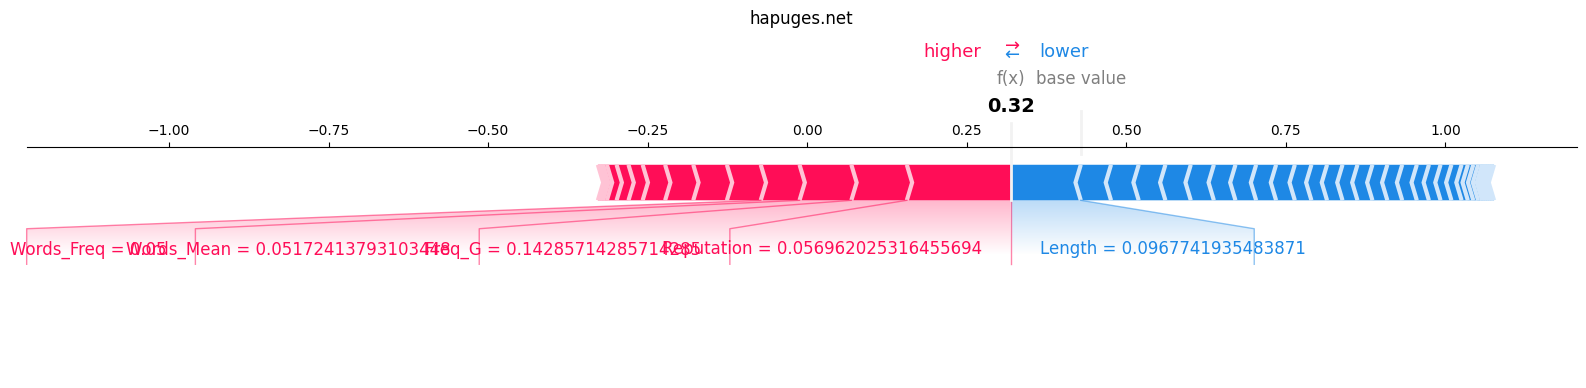 hapuges.net
higher → ← lower
f(x) base value
0.32
−1.00 −0.75 −0.50 −0.25 0.00 0.25 0.50 0.75 1.00
Words_Freq = 0.05 Words_Mean = 0.05172413793103448 Freq_G = 0.14285714285714285 Reputation = 0.056962025316455694 Length = 0.0967741935483871